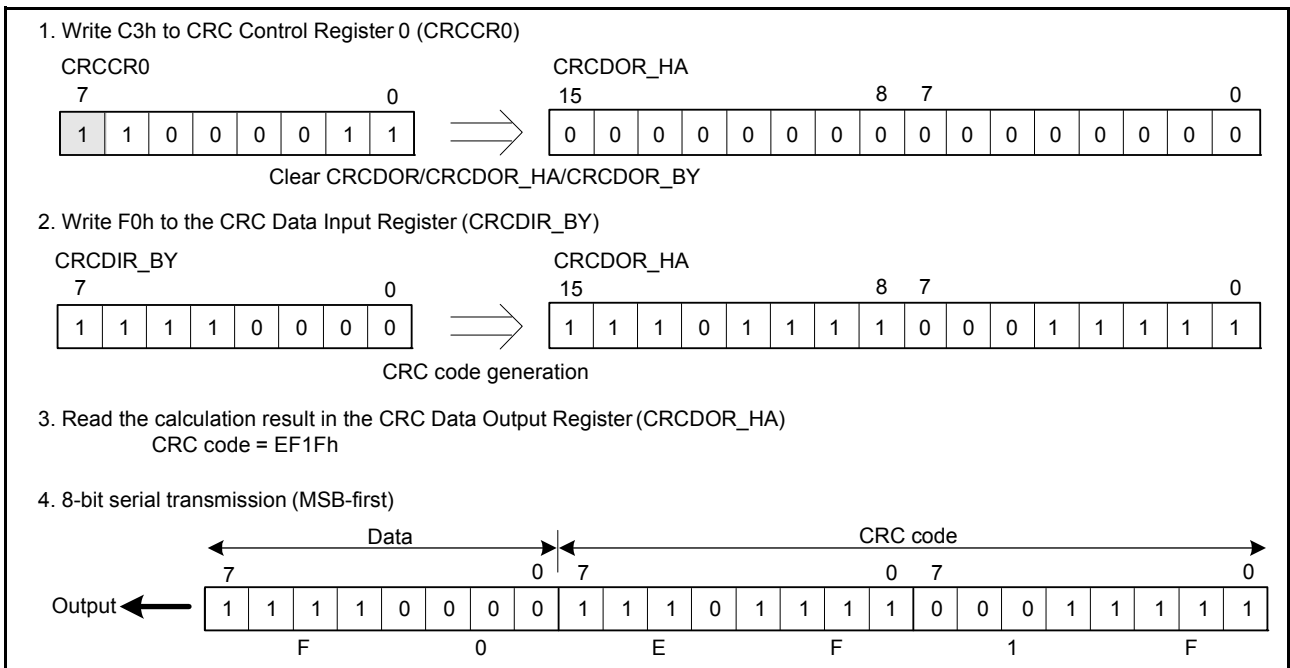 1. Write C3h to CRC Control Register 0 (CRCCR0)
CRCCR0 CRCDOR_HA
7 0 15 8 7 0
1 1 0 0 0 0 1 1 0 0 0 0 0 0 0 0 0 0 0 0 0 0 0 0
Clear CRCDOR/CRCDOR_HA/CRCDOR_BY
2. Write F0h to the CRC Data Input Register (CRCDIR_BY)
CRCDIR_BY CRCDOR_HA
7 0 15 8 7 0
1 1 1 1 0 0 0 0 1 1 1 0 1 1 1 1 0 0 0 1 1 1 1 1
CRC code generation
3. Read the calculation result in the CRC Data Output Register (CRCDOR_HA)
CRC code = EF1Fh
4. 8-bit serial transmission (MSB-first)
Data CRC code
7 0 7 0 7 0
Output 1 1 1 1 0 0 0 0 1 1 1 0 1 1 1 1 0 0 0 1 1 1 1 1
F 0 E F 1 F